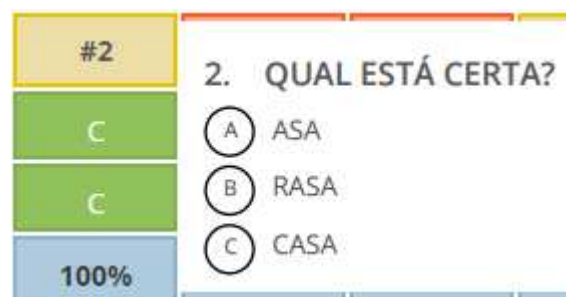 #2
C
C
100%
2. QUAL ESTÁ CERTA?
A ASA
B RASA
C CASA